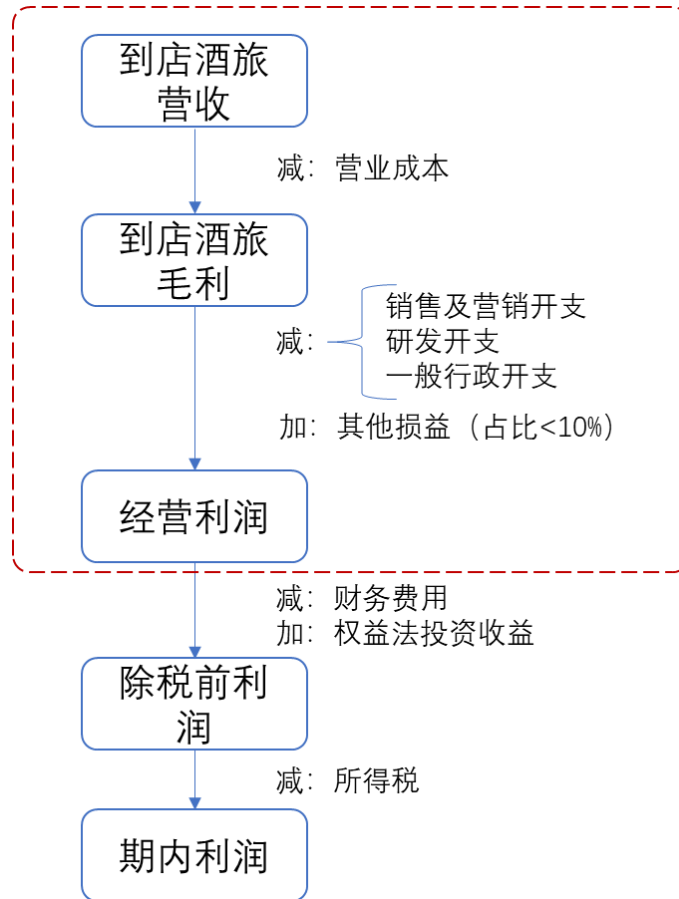 到店酒旅
营收
减：营业成本
到店酒旅
毛利
减：
销售及营销开支
研发开支
一般行政开支
加：其他损益（占比<10%）
经营利润
减：财务费用
加：权益法投资收益
除税前利
润
减：所得税
期内利润